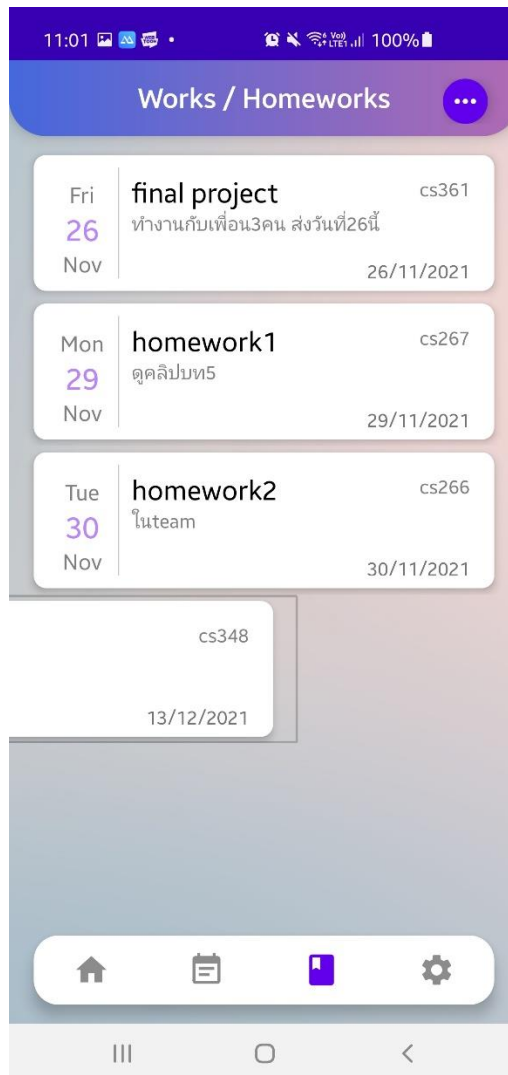 11:01 100%
Works / Homeworks
Fri
26
Nov
final project
cs361
ทำงานกับเพื่อน3คน ส่งวันที่26นี้
26/11/2021
Mon
29
Nov
homework1
cs267
ดูคลิปบท5
29/11/2021
Tue
30
Nov
homework2
cs266
ในteam
30/11/2021
cs348
13/12/2021